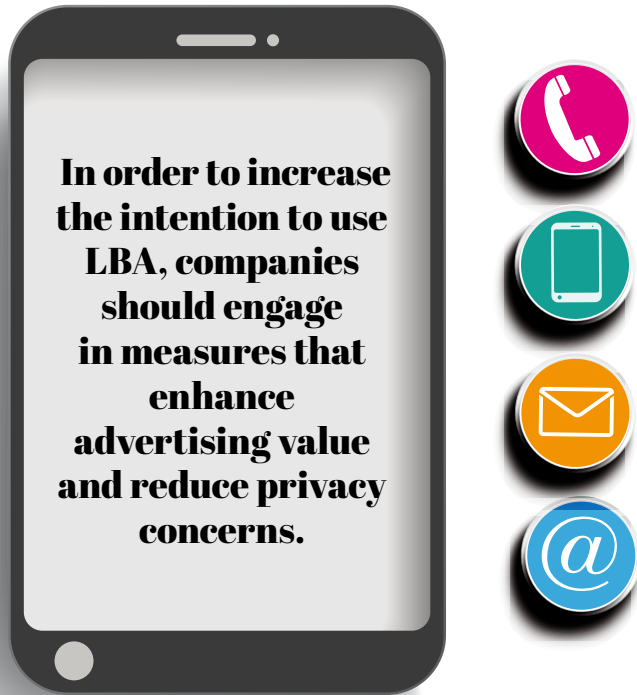 In order to increase
the intention to use
LBA, companies
should engage
in measures that
enhance
advertising value
and reduce privacy
concerns.
@